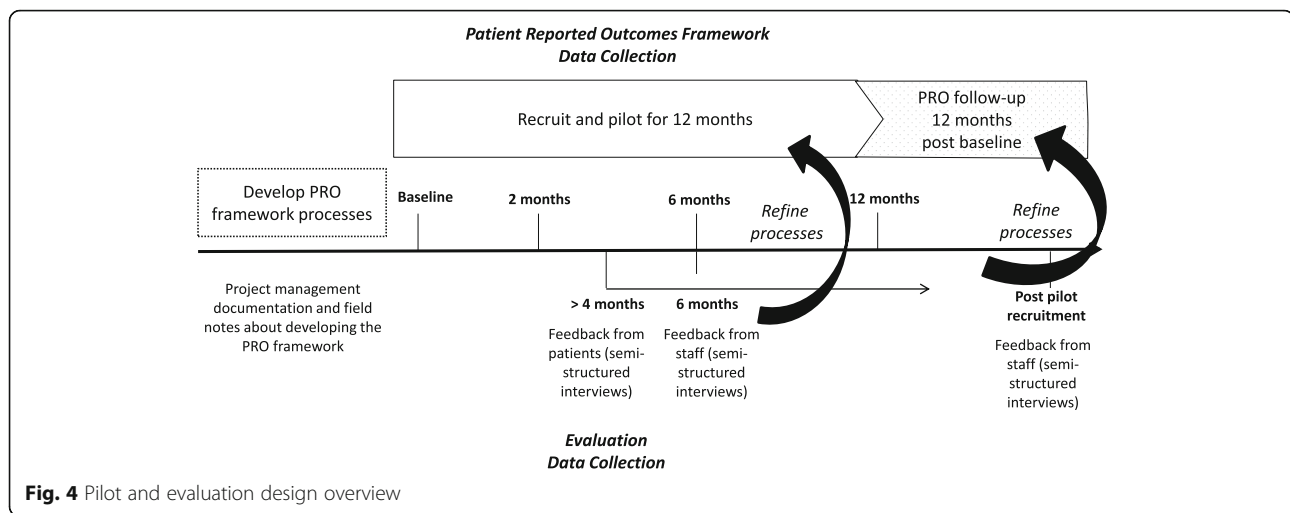 Patient Reported Outcomes Framework
Data Collection
Recruit and pilot for 12 months
PRO follow-up
12 months
post baseline
Develop PRO
framework processes
Baseline
2 months
6 months
Refine
processes
12 months
Refine
processes
Project management
documentation and field
notes about developing the
PRO framework
> 4 months
Feedback from
patients (semi-
structured
interviews)
6 months
Feedback from
staff (semi-
structured
interviews)
Post pilot
recruitment
Feedback from
staff (semi-
structured
interviews)
Evaluation
Data Collection
Fig. 4 Pilot and evaluation design overview